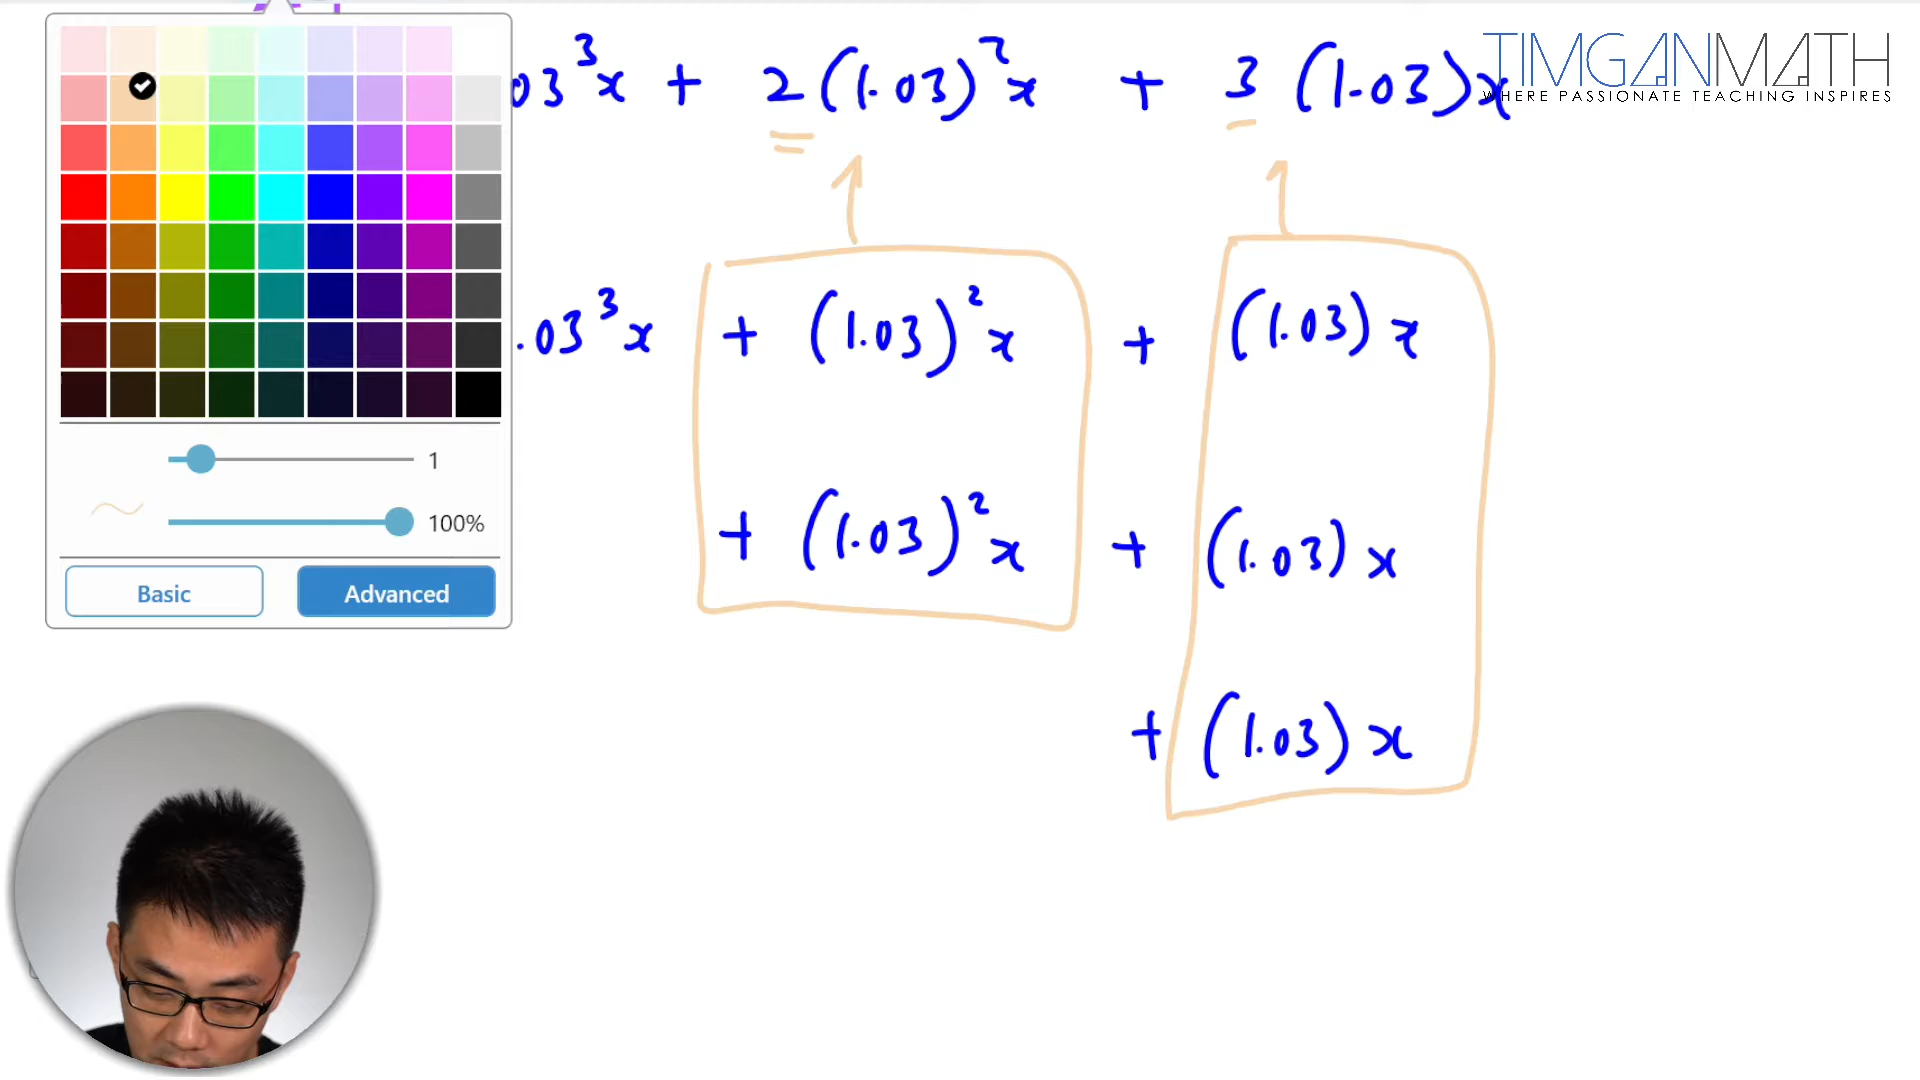 03³x + 2(1.03)²x + 3(1.03)x
TIMGANMATH
WHERE PASSIONATE TEACHING INSPIRES
.03³x + (1.03)²x + (1.03)x
1
100%
+ (1.03)²x + (1.03)x
Basic Advanced
+ (1.03)x